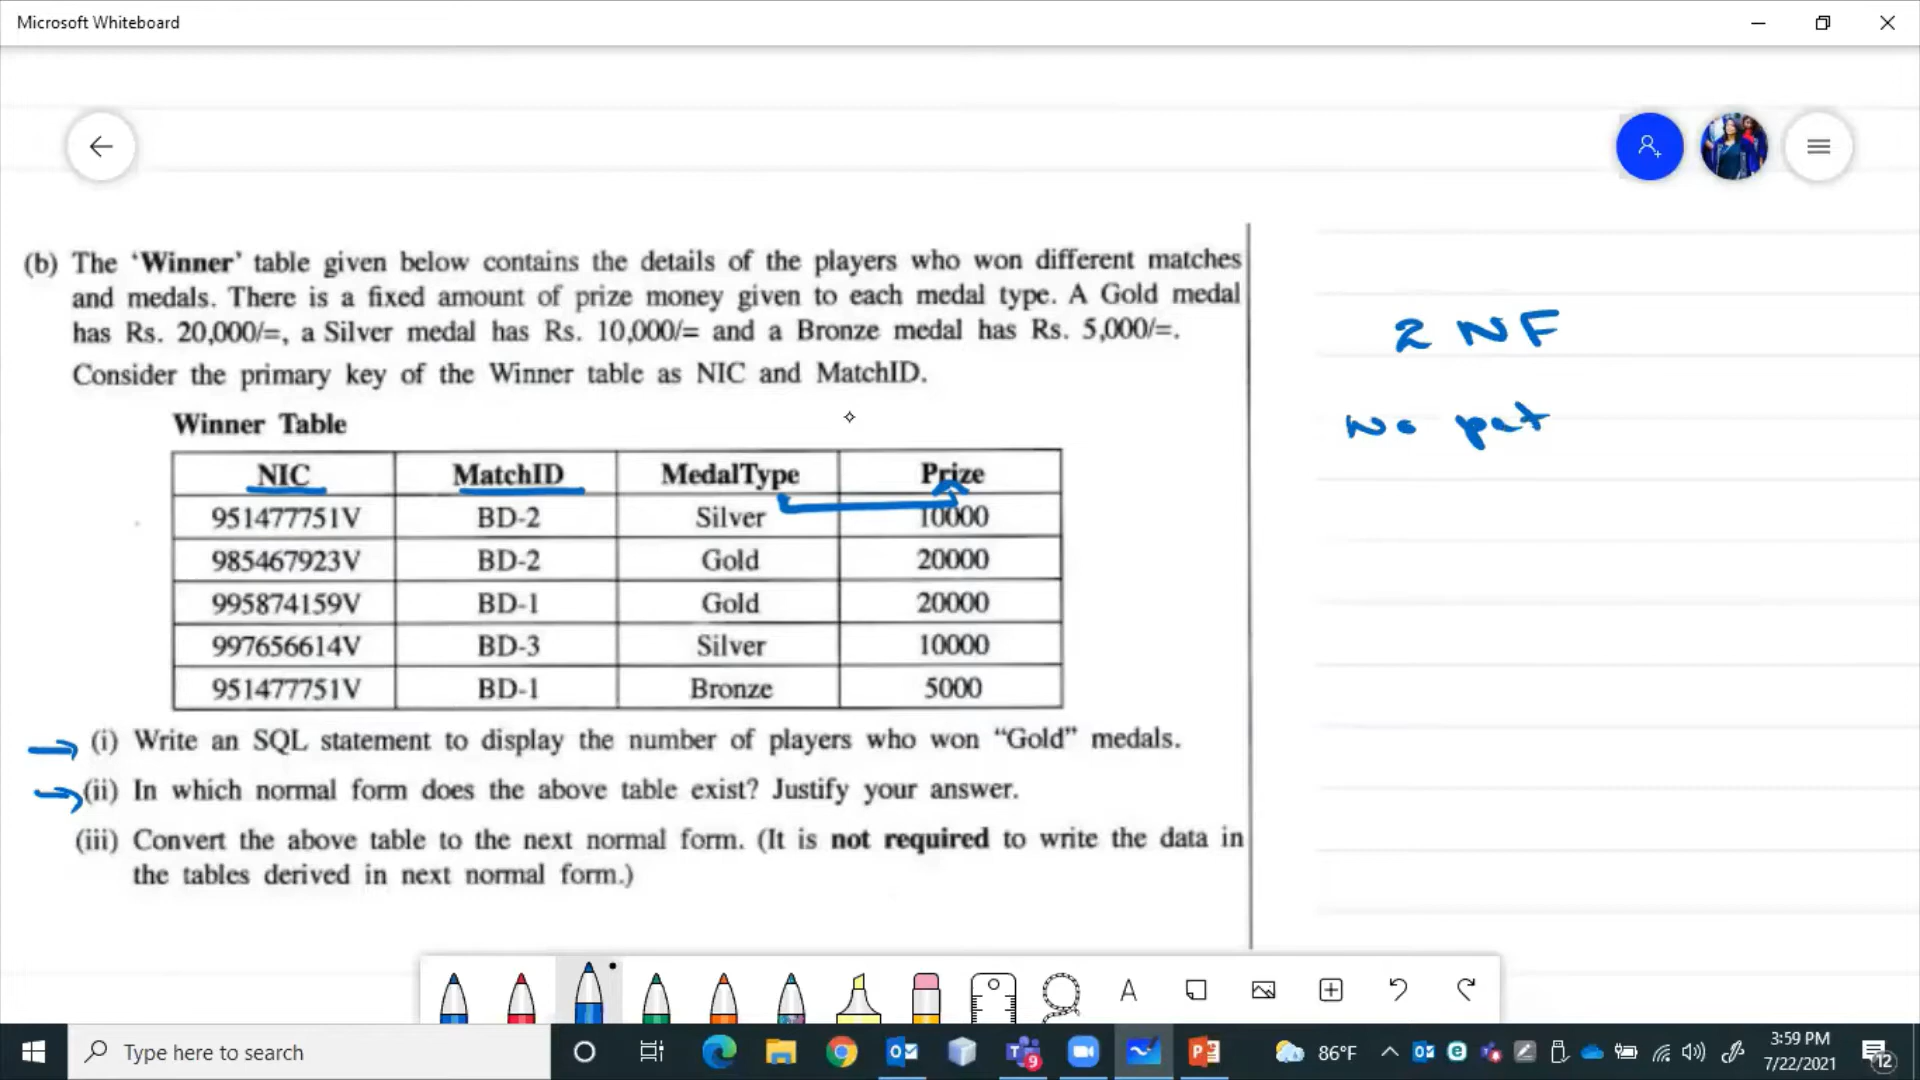 Microsoft Whiteboard
(b) The ‘Winner’ table given below contains the details of the players who won different matches
and medals. There is a fixed amount of prize money given to each medal type. A Gold medal
has Rs. 20,000/=, a Silver medal has Rs. 10,000/= and a Bronze medal has Rs. 5,000/=.
Consider the primary key of the Winner table as NIC and MatchID.
Winner Table
NIC MatchID MedalType Prize
951477751V BD-2 Silver 10000
985467923V BD-2 Gold 20000
995874159V BD-1 Gold 20000
997656614V BD-3 Silver 10000
951477751V BD-1 Bronze 5000
(i) Write an SQL statement to display the number of players who won “Gold” medals.
(ii) In which normal form does the above table exist? Justify your answer.
(iii) Convert the above table to the next normal form. (It is not required to write the data in
the tables derived in next normal form.)
2 NF
No pat
Type here to search
86°F
3:59 PM
7/22/2021
9
12